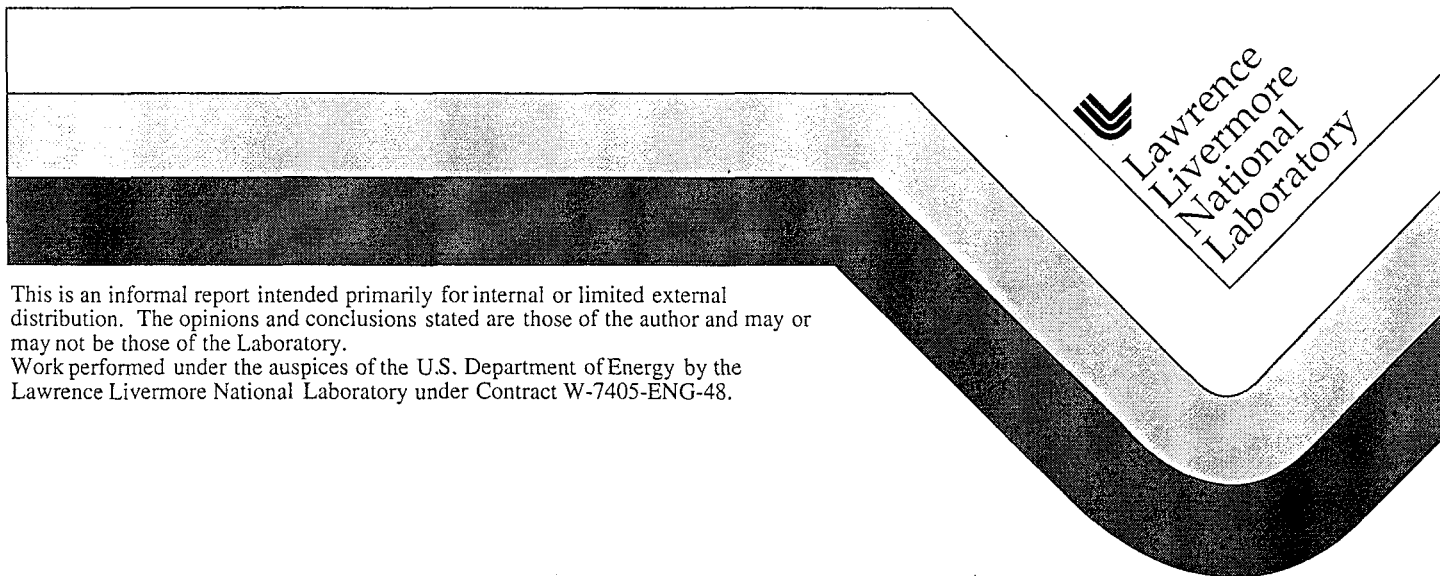 Lawrence
Livermore
National
Laboratory
This is an informal report intended primarily for internal or limited external
distribution. The opinions and conclusions stated are those of the author and may or
may not be those of the Laboratory.
Work performed under the auspices of the U.S. Department of Energy by the
Lawrence Livermore National Laboratory under Contract W-7405-ENG-48.